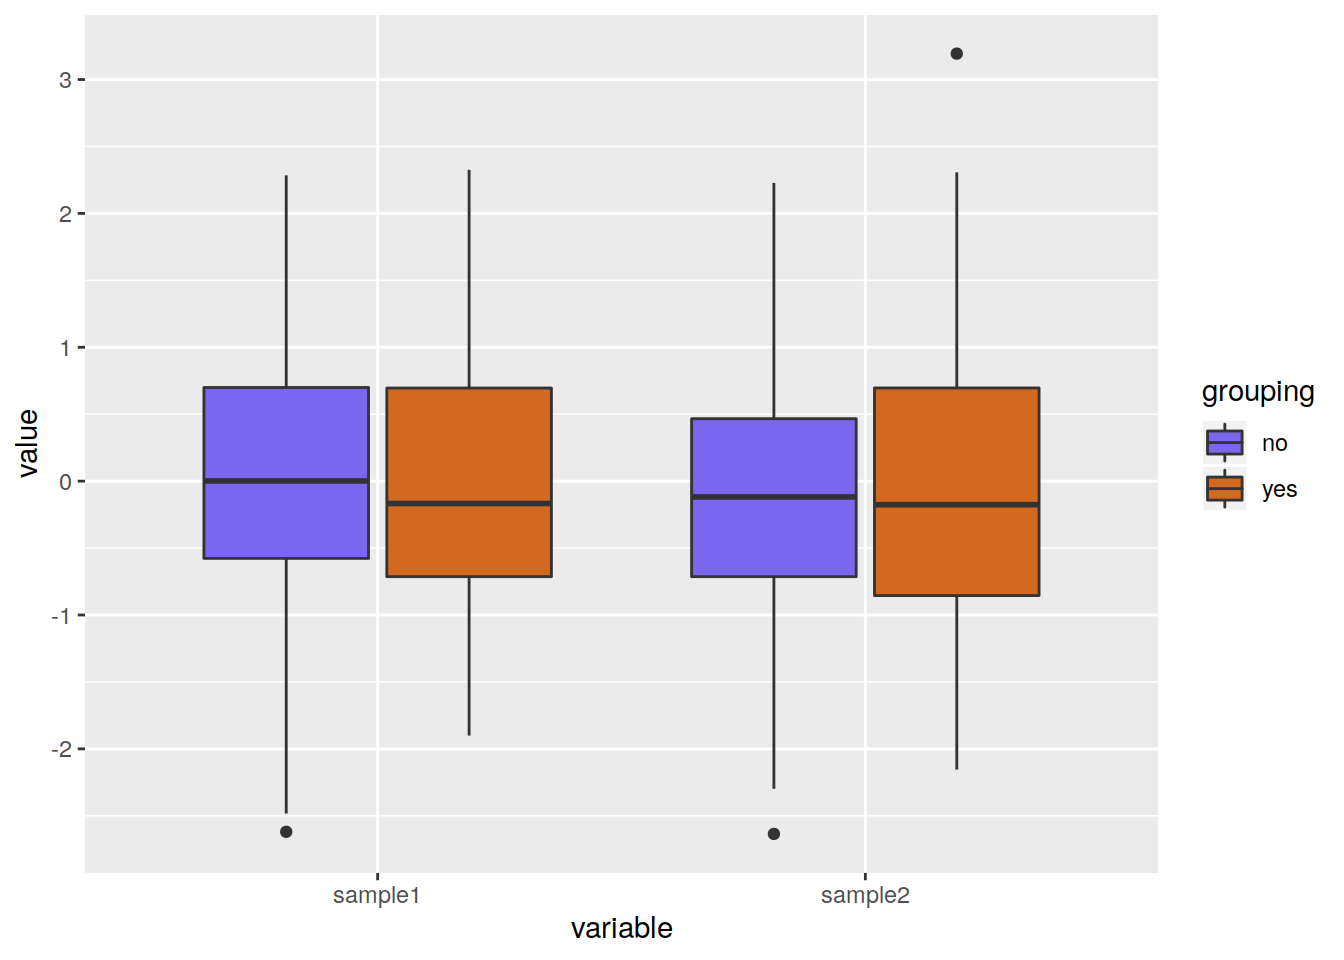 value
3
2
1
0
-1
-2
sample1
sample2
variable
grouping
no
yes